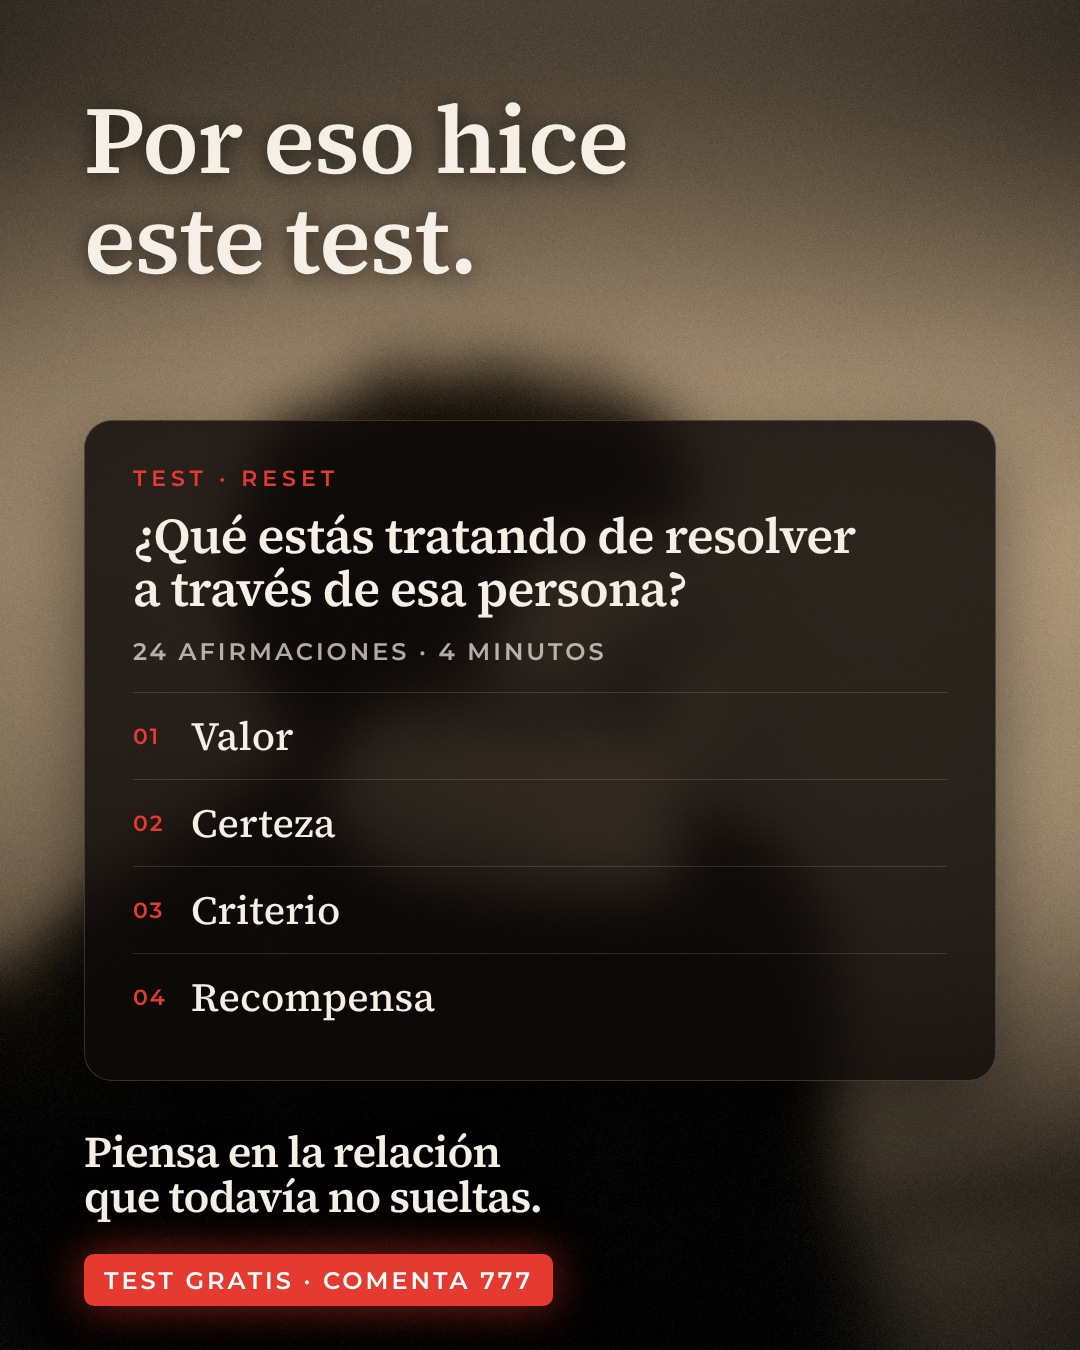 Por eso hice
este test.
TEST · RESET
¿Qué estás tratando de resolver
a través de esa persona?
24 AFIRMACIONES · 4 MINUTOS
01 Valor
02 Certeza
03 Criterio
04 Recompensa
Piensa en la relación
que todavía no sueltas.
TEST GRATIS · COMENTA 777